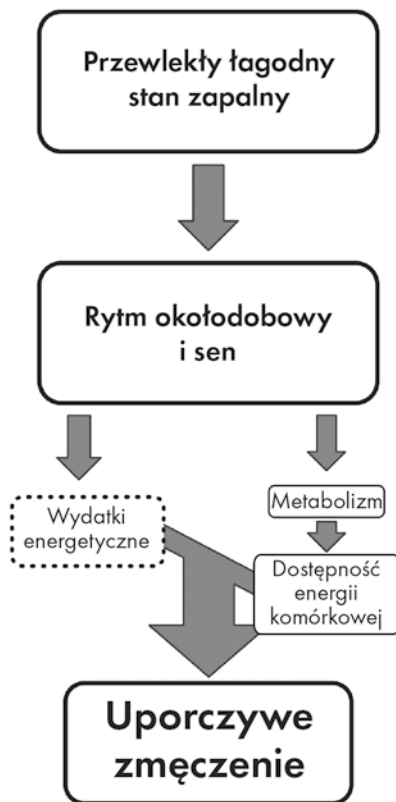 Przewlekły łagodny
stan zapalny
Rytm okołodobowy
i sen
Wydatki
energetyczne
Metabolizm
Dostępność
energii
komórkowej
Uporczywe
zmęczenie